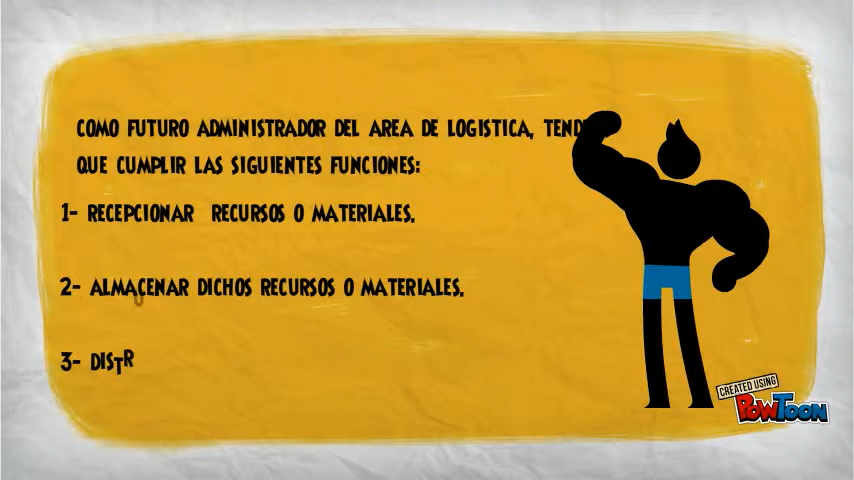 COMO FUTURO ADMINISTRADOR DEL AREA DE LOGISTICA,
QUE CUMPLIR LAS SIGUIENTES FUNCIONES:
1- RECEPCIONAR RECURSOS O MATERIALES.
2- ALMACENAR DICHOS RECURSOS O MATERIALES.
3- DISTR
CREATED USING
POWTOON